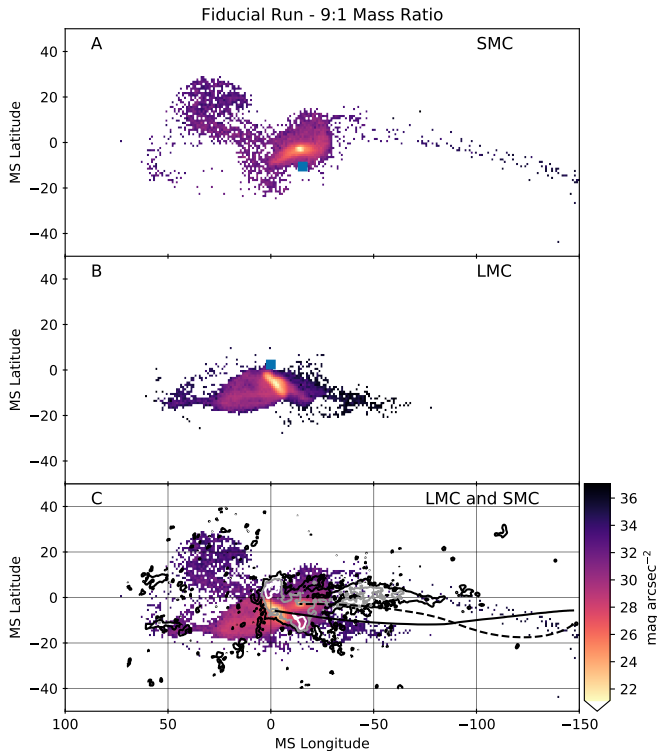 Fiducial Run - 9:1 Mass Ratio
A
SMC
40
20
0
−20
−40
MS Latitude
B
LMC
40
20
0
−20
−40
MS Latitude
C
LMC and SMC
40
20
0
−20
−40
MS Latitude
100
50
0
−50
−100
−150
MS Longitude
36
34
32
30
28
26
24
22
mag arcsec−2